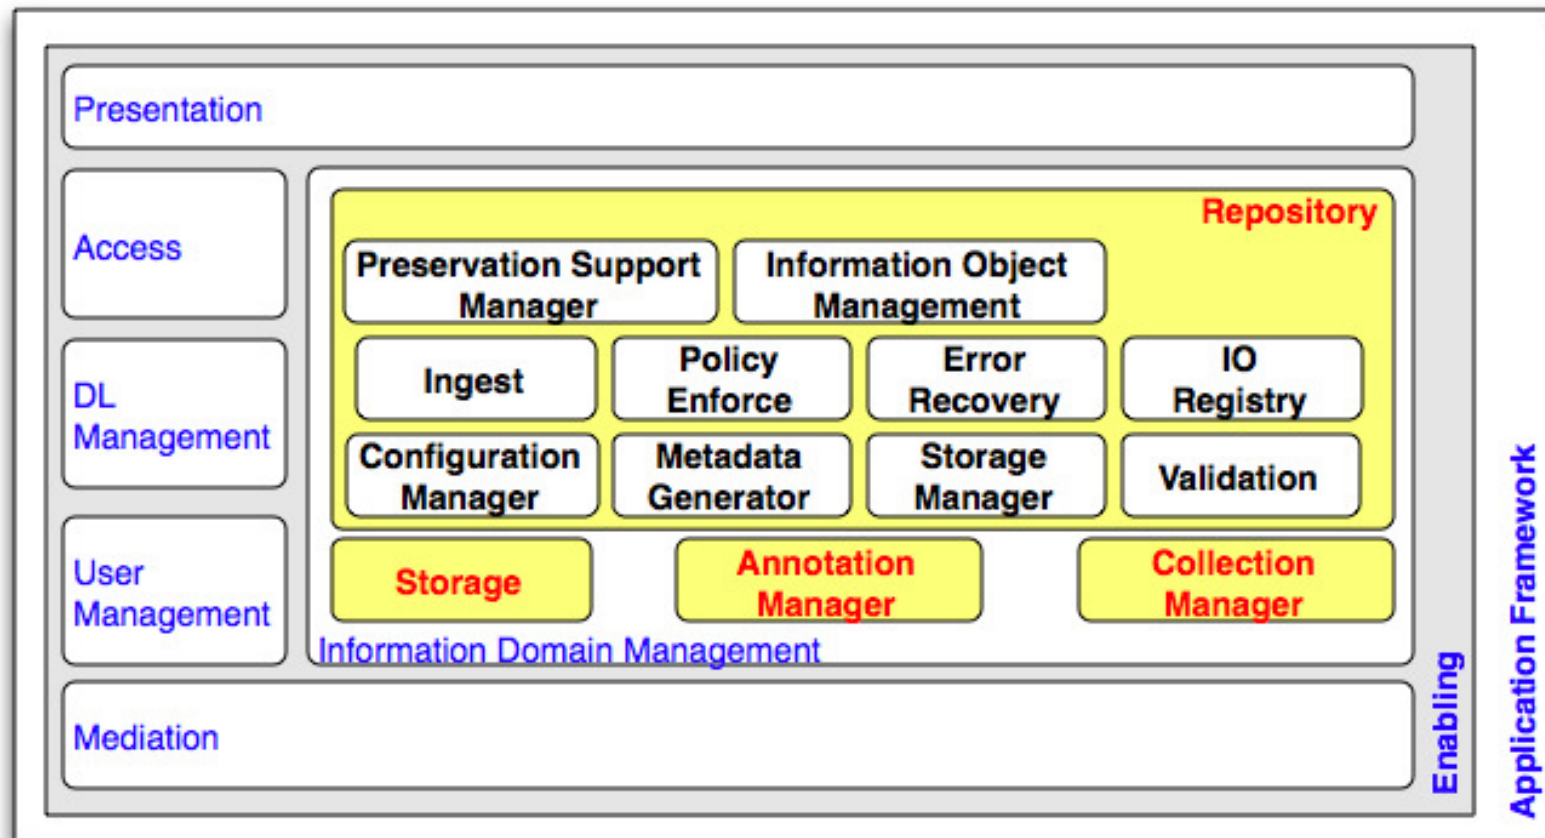 Presentation
Access
DL
Management
User
Management
Repository
Preservation Support
Manager
Information Object
Management
Ingest
Policy
Enforce
Error
Recovery
IO
Registry
Configuration
Manager
Metadata
Generator
Storage
Manager
Validation
Storage
Annotation
Manager
Collection
Manager
Information Domain Management
Mediation
Enabling
Application Framework